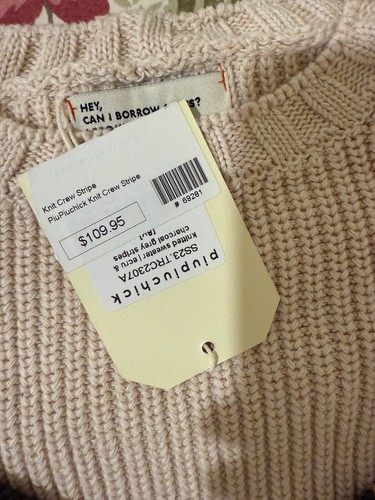 HEY,
CAN I BORROW
Knit Crew Stripe
PiuPiuchick Knit Crew Stripe
$109.95
# 69281
piupiuchick
SS23.TRC2307A
knitted sweater | ecru &
charcoal grey stripes